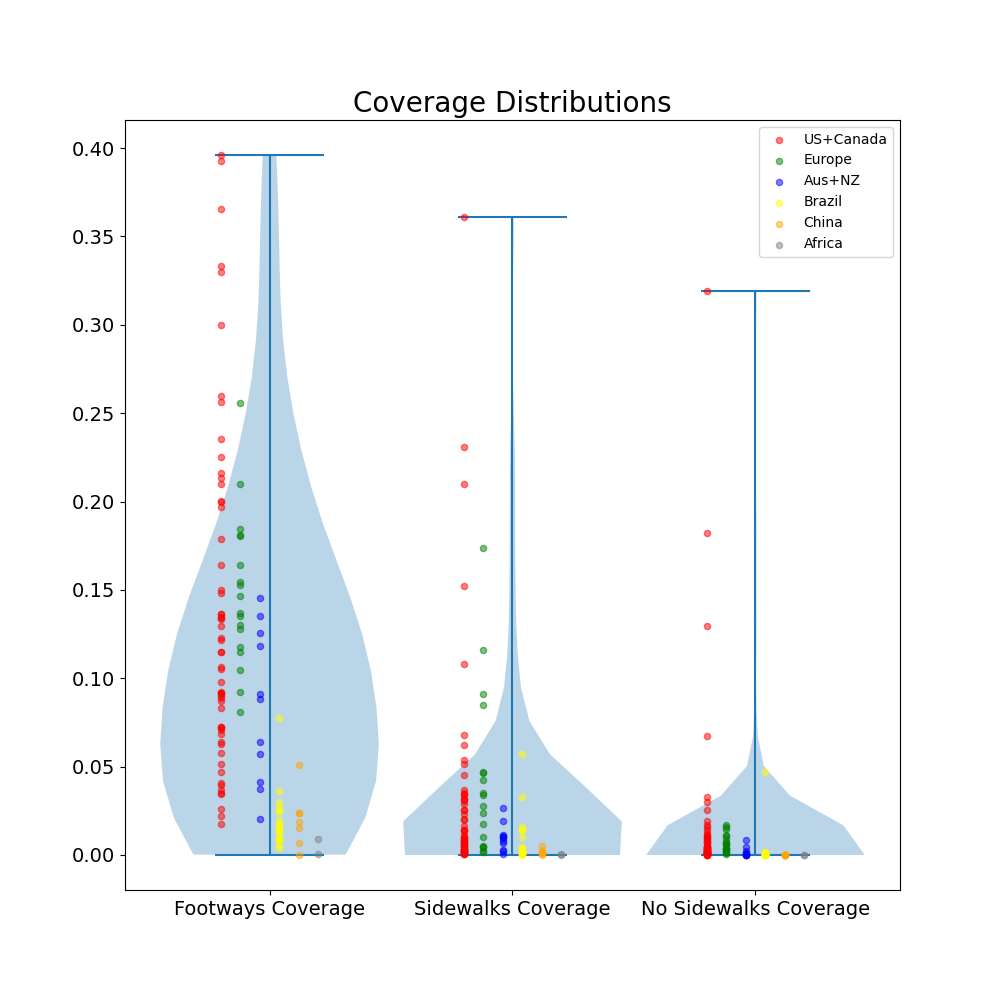 Coverage Distributions
US+Canada
Europe
Aus+NZ
Brazil
China
Africa
0.40
0.35
0.30
0.25
0.20
0.15
0.10
0.05
0.00
Footways Coverage
Sidewalks Coverage
No Sidewalks Coverage